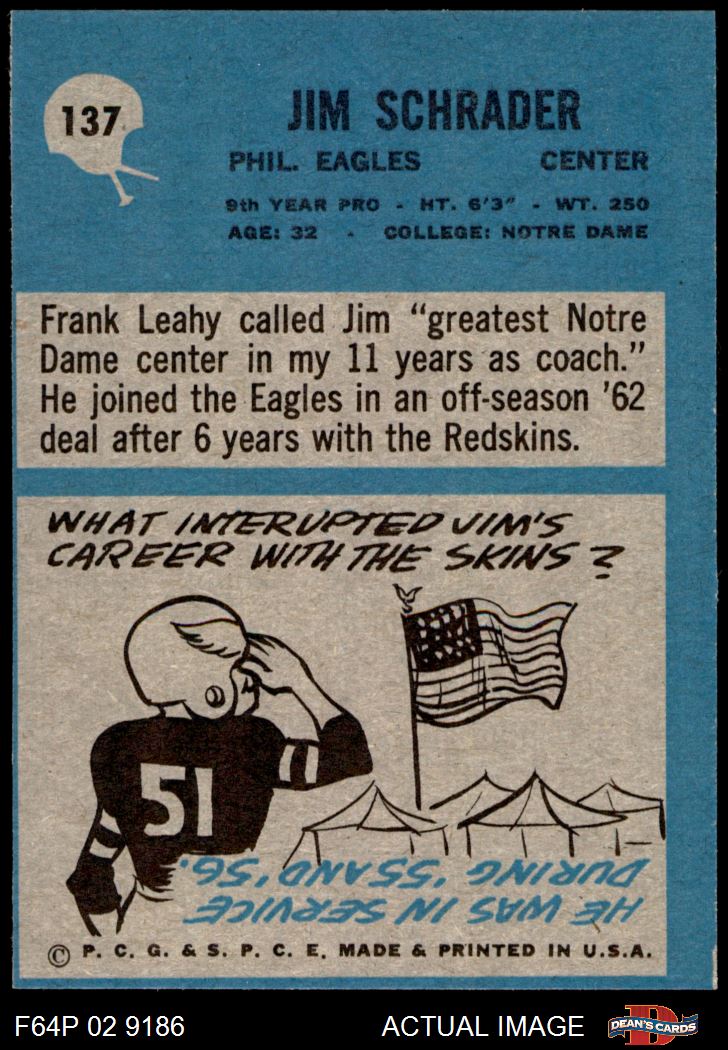 137
JIM SCHRADER
PHIL. EAGLES CENTER
9th YEAR PRO - HT. 6'3" - WT. 250
AGE: 32 - COLLEGE: NOTRE DAME
Frank Leahy called Jim "greatest Notre
Dame center in my 11 years as coach."
He joined the Eagles in an off-season '62
deal after 6 years with the Redskins.
WHAT INTERUPTED JIM'S
CAREER WITH THE SKINS?
51
HE WAS IN SERVICE
DURING '55 AND '56.
© P. C. G. & S. P. C. E. MADE & PRINTED IN U.S.A.
F64P 02 9186 ACTUAL IMAGE
DEAN'S CARDS